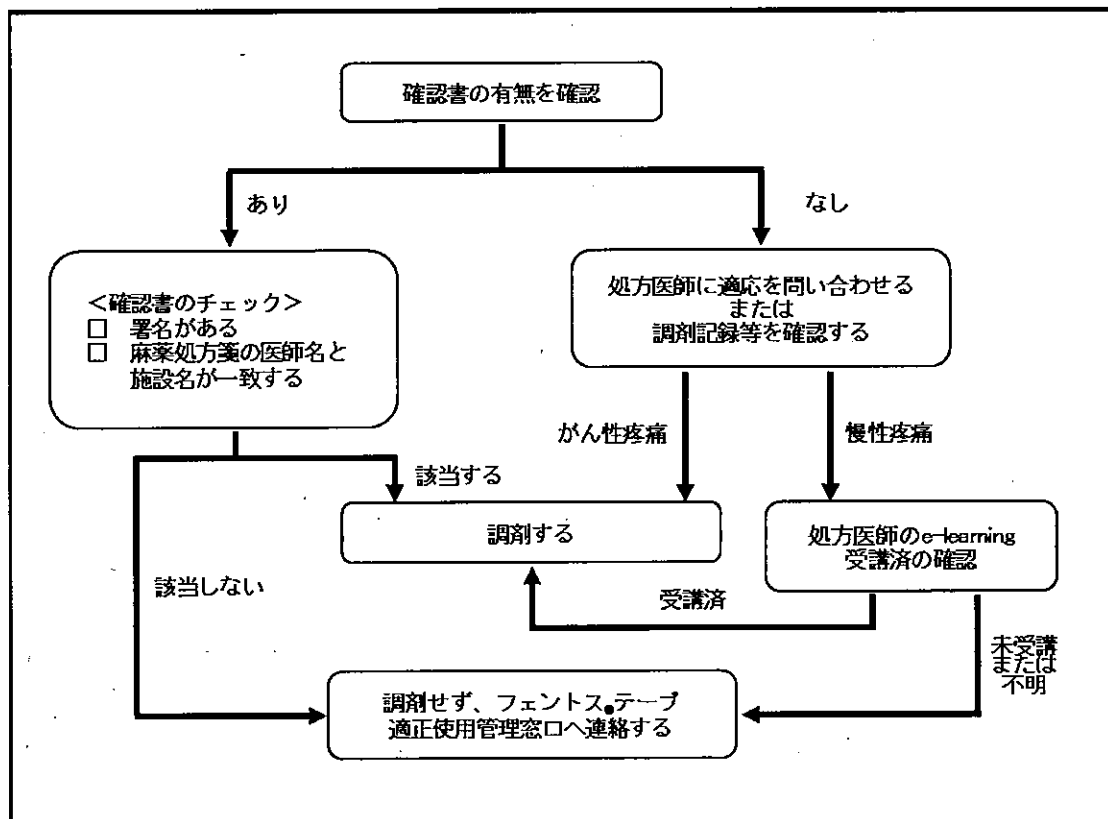 確認書の有無を確認
あり
なし
＜確認書のチェック＞
□ 署名がある
□ 麻薬処方箋の医師名と
施設名が一致する
処方医師に適応を問い合わせる
または
調剤記録等を確認する
がん性疼痛
慢性疼痛
該当する
調剤する
処方医師のe-learning
受講済の確認
該当しない
受講済
未受講
または
不明
調剤せず、フェントス●テープ
適正使用管理窓口へ連絡する